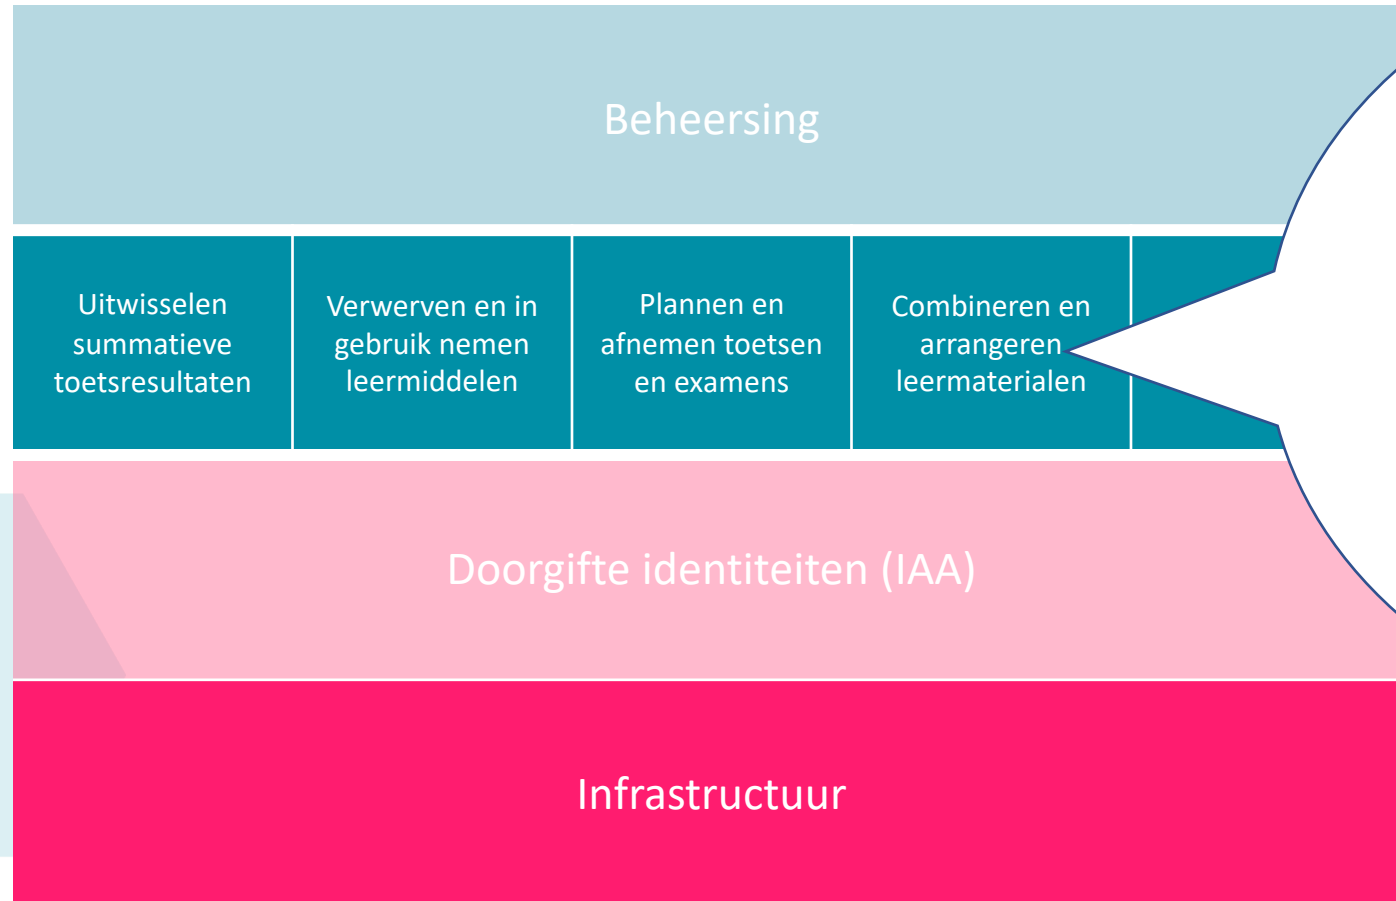 Beheersing
Uitwisselen
summatieve
toetsresultaten
Verwerven en in
gebruik nemen
leermiddelen
Plannen en
afnemen toetsen
en examens
Combineren en
arrangeren
leermaterialen
Doorgifte identiteiten (IAA)
Infrastructuur